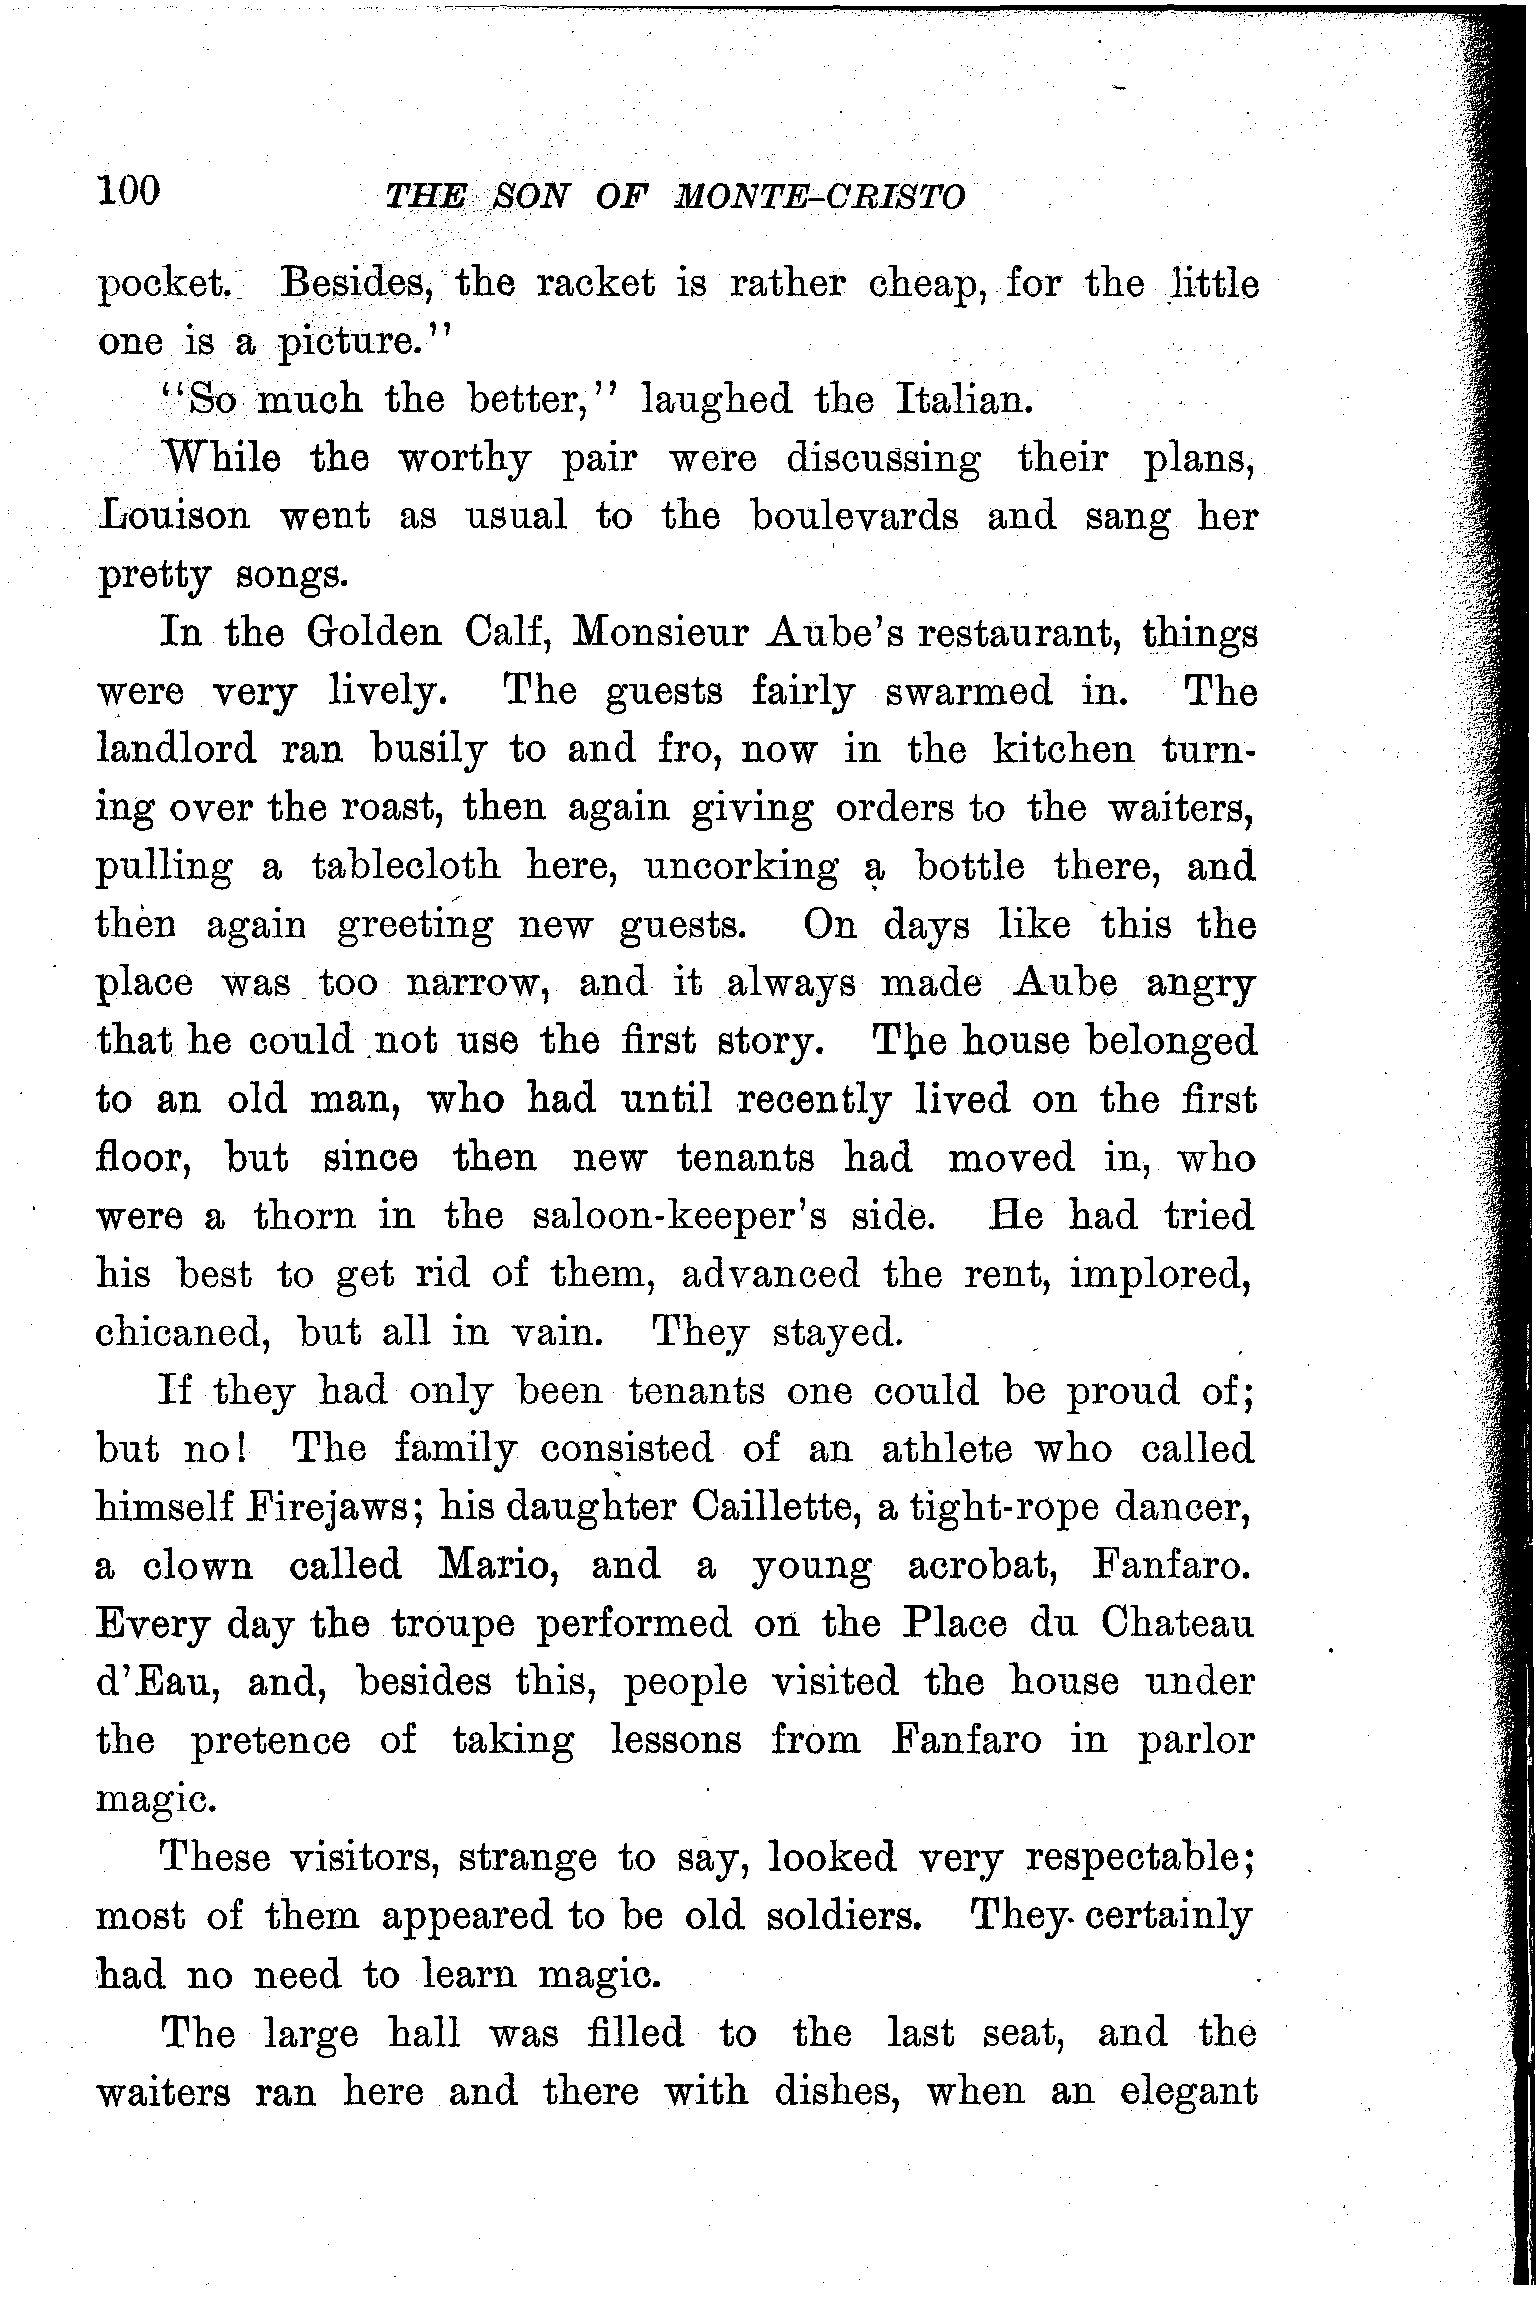 100 THE SON OF MONTE-CRISTO
pocket. Besides, the racket is rather cheap, for the little
one is a picture."
"So much the better," laughed the Italian.
While the worthy pair were discussing their plans,
Louison went as usual to the boulevards and sang her
pretty songs.
In the Golden Calf, Monsieur Aube's restaurant, things
were very lively. The guests fairly swarmed in. The
landlord ran busily to and fro, now in the kitchen turn-
ing over the roast, then again giving orders to the waiters,
pulling a tablecloth here, uncorking a bottle there, and
then again greeting new guests. On days like this the
place was too narrow, and it always made Aube angry
that he could not use the first story. The house belonged
to an old man, who had until recently lived on the first
floor, but since then new tenants had moved in, who
were a thorn in the saloon-keeper's side. He had tried
his best to get rid of them, advanced the rent, implored,
chicaned, but all in vain. They stayed.
If they had only been tenants one could be proud of;
but no! The family consisted of an athlete who called
himself Firejaws; his daughter Caillette, a tight-rope dancer,
a clown called Mario, and a young acrobat, Fanfaro.
Every day the troupe performed on the Place du Chateau
d'Eau, and, besides this, people visited the house under
the pretence of taking lessons from Fanfaro in parlor
magic.
These visitors, strange to say, looked very respectable;
most of them appeared to be old soldiers. They certainly
had no need to learn magic.
The large hall was filled to the last seat, and the
waiters ran here and there with dishes, when an elegant